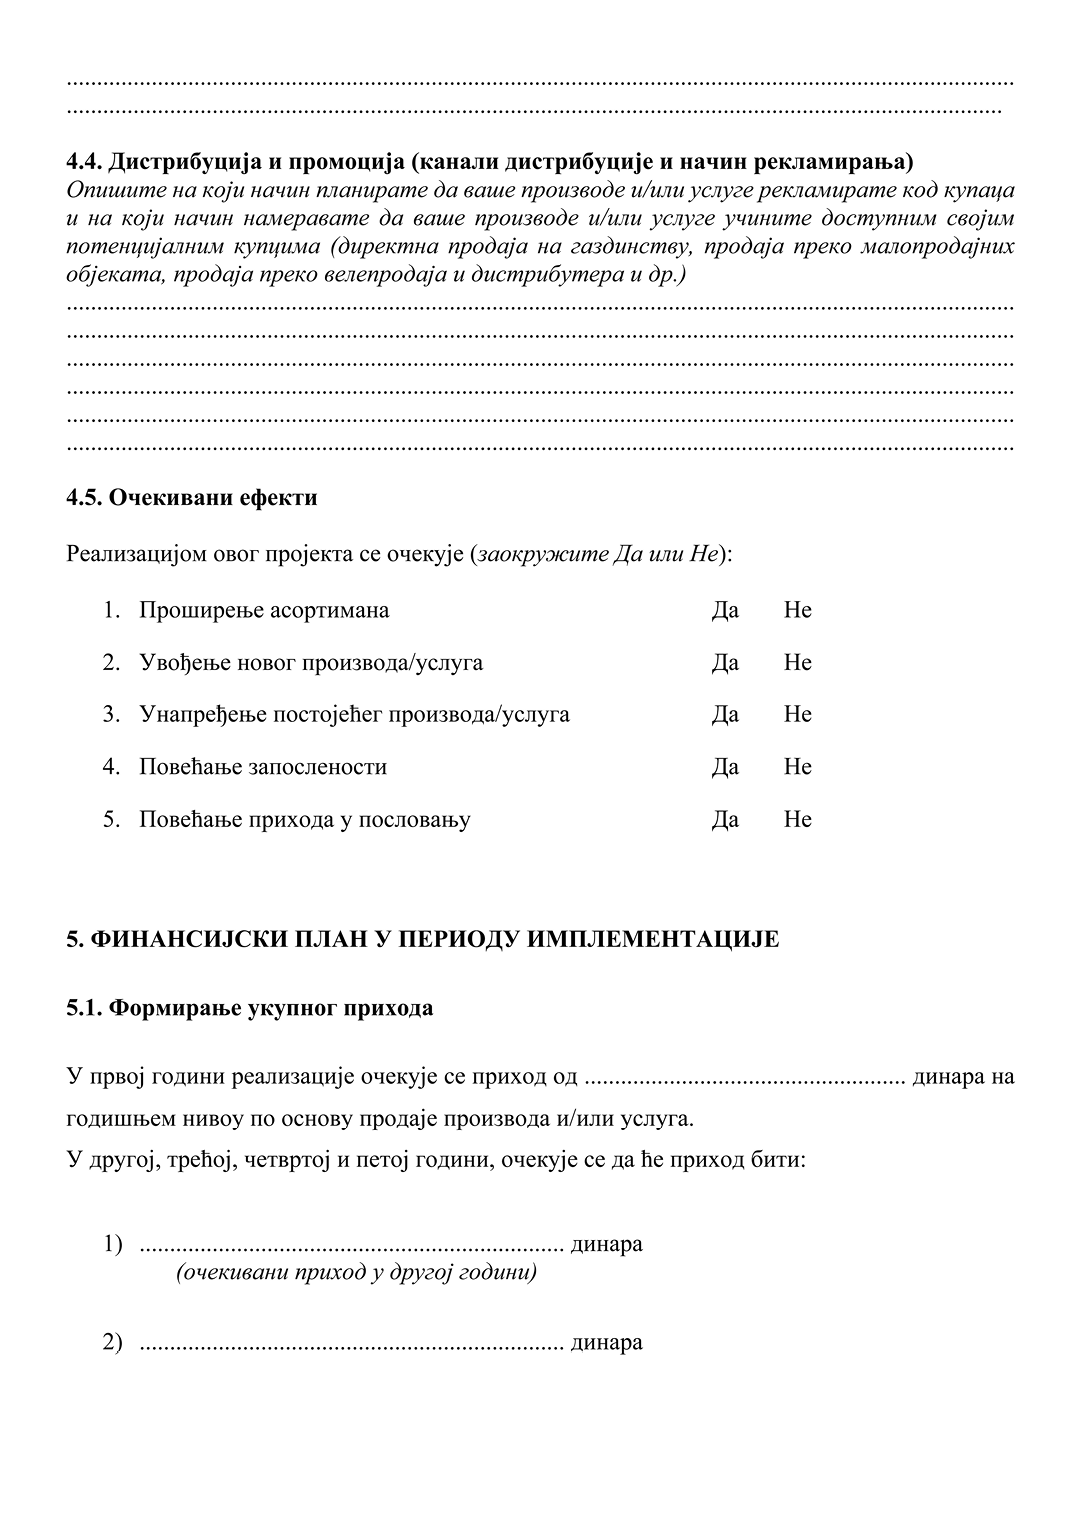 ..............................................................................................................................................................
............................................................................................................................................................
4.4. Дистрибуција и промоција (канали дистрибуције и начин рекламирања)
Опишите на који начин планирате да ваше производе и/или услуге рекламирате код купаца
и на који начин намеравате да ваше производе и/или услуге учините доступним својим
потенцијалним купцима (директна продаја на газдинству, продаја преко малопродајних
објеката, продаја преко велепродаја и дистрибутера и др.)
..............................................................................................................................................................
..............................................................................................................................................................
..............................................................................................................................................................
..............................................................................................................................................................
..............................................................................................................................................................
..............................................................................................................................................................
4.5. Очекивани ефекти
Реализацијом овог пројекта се очекује (заокружите Да или Не):
1. Проширење асортимана Да Не
2. Увођење новог производа/услуга Да Не
3. Унапређење постојећег производа/услуга Да Не
4. Повећање запослености Да Не
5. Повећање прихода у пословању Да Не
5. ФИНАНСИЈСКИ ПЛАН У ПЕРИОДУ ИМПЛЕМЕНТАЦИЈЕ
5.1. Формирање укупног прихода
У првој години реализације очекује се приход од ..................................................... динара на
годишњем нивоу по основу продаје производа и/или услуга.
У другој, трећој, четвртој и петој години, очекује се да ће приход бити:
1) ...................................................................... динара
(очекивани приход у другој години)
2) ...................................................................... динара